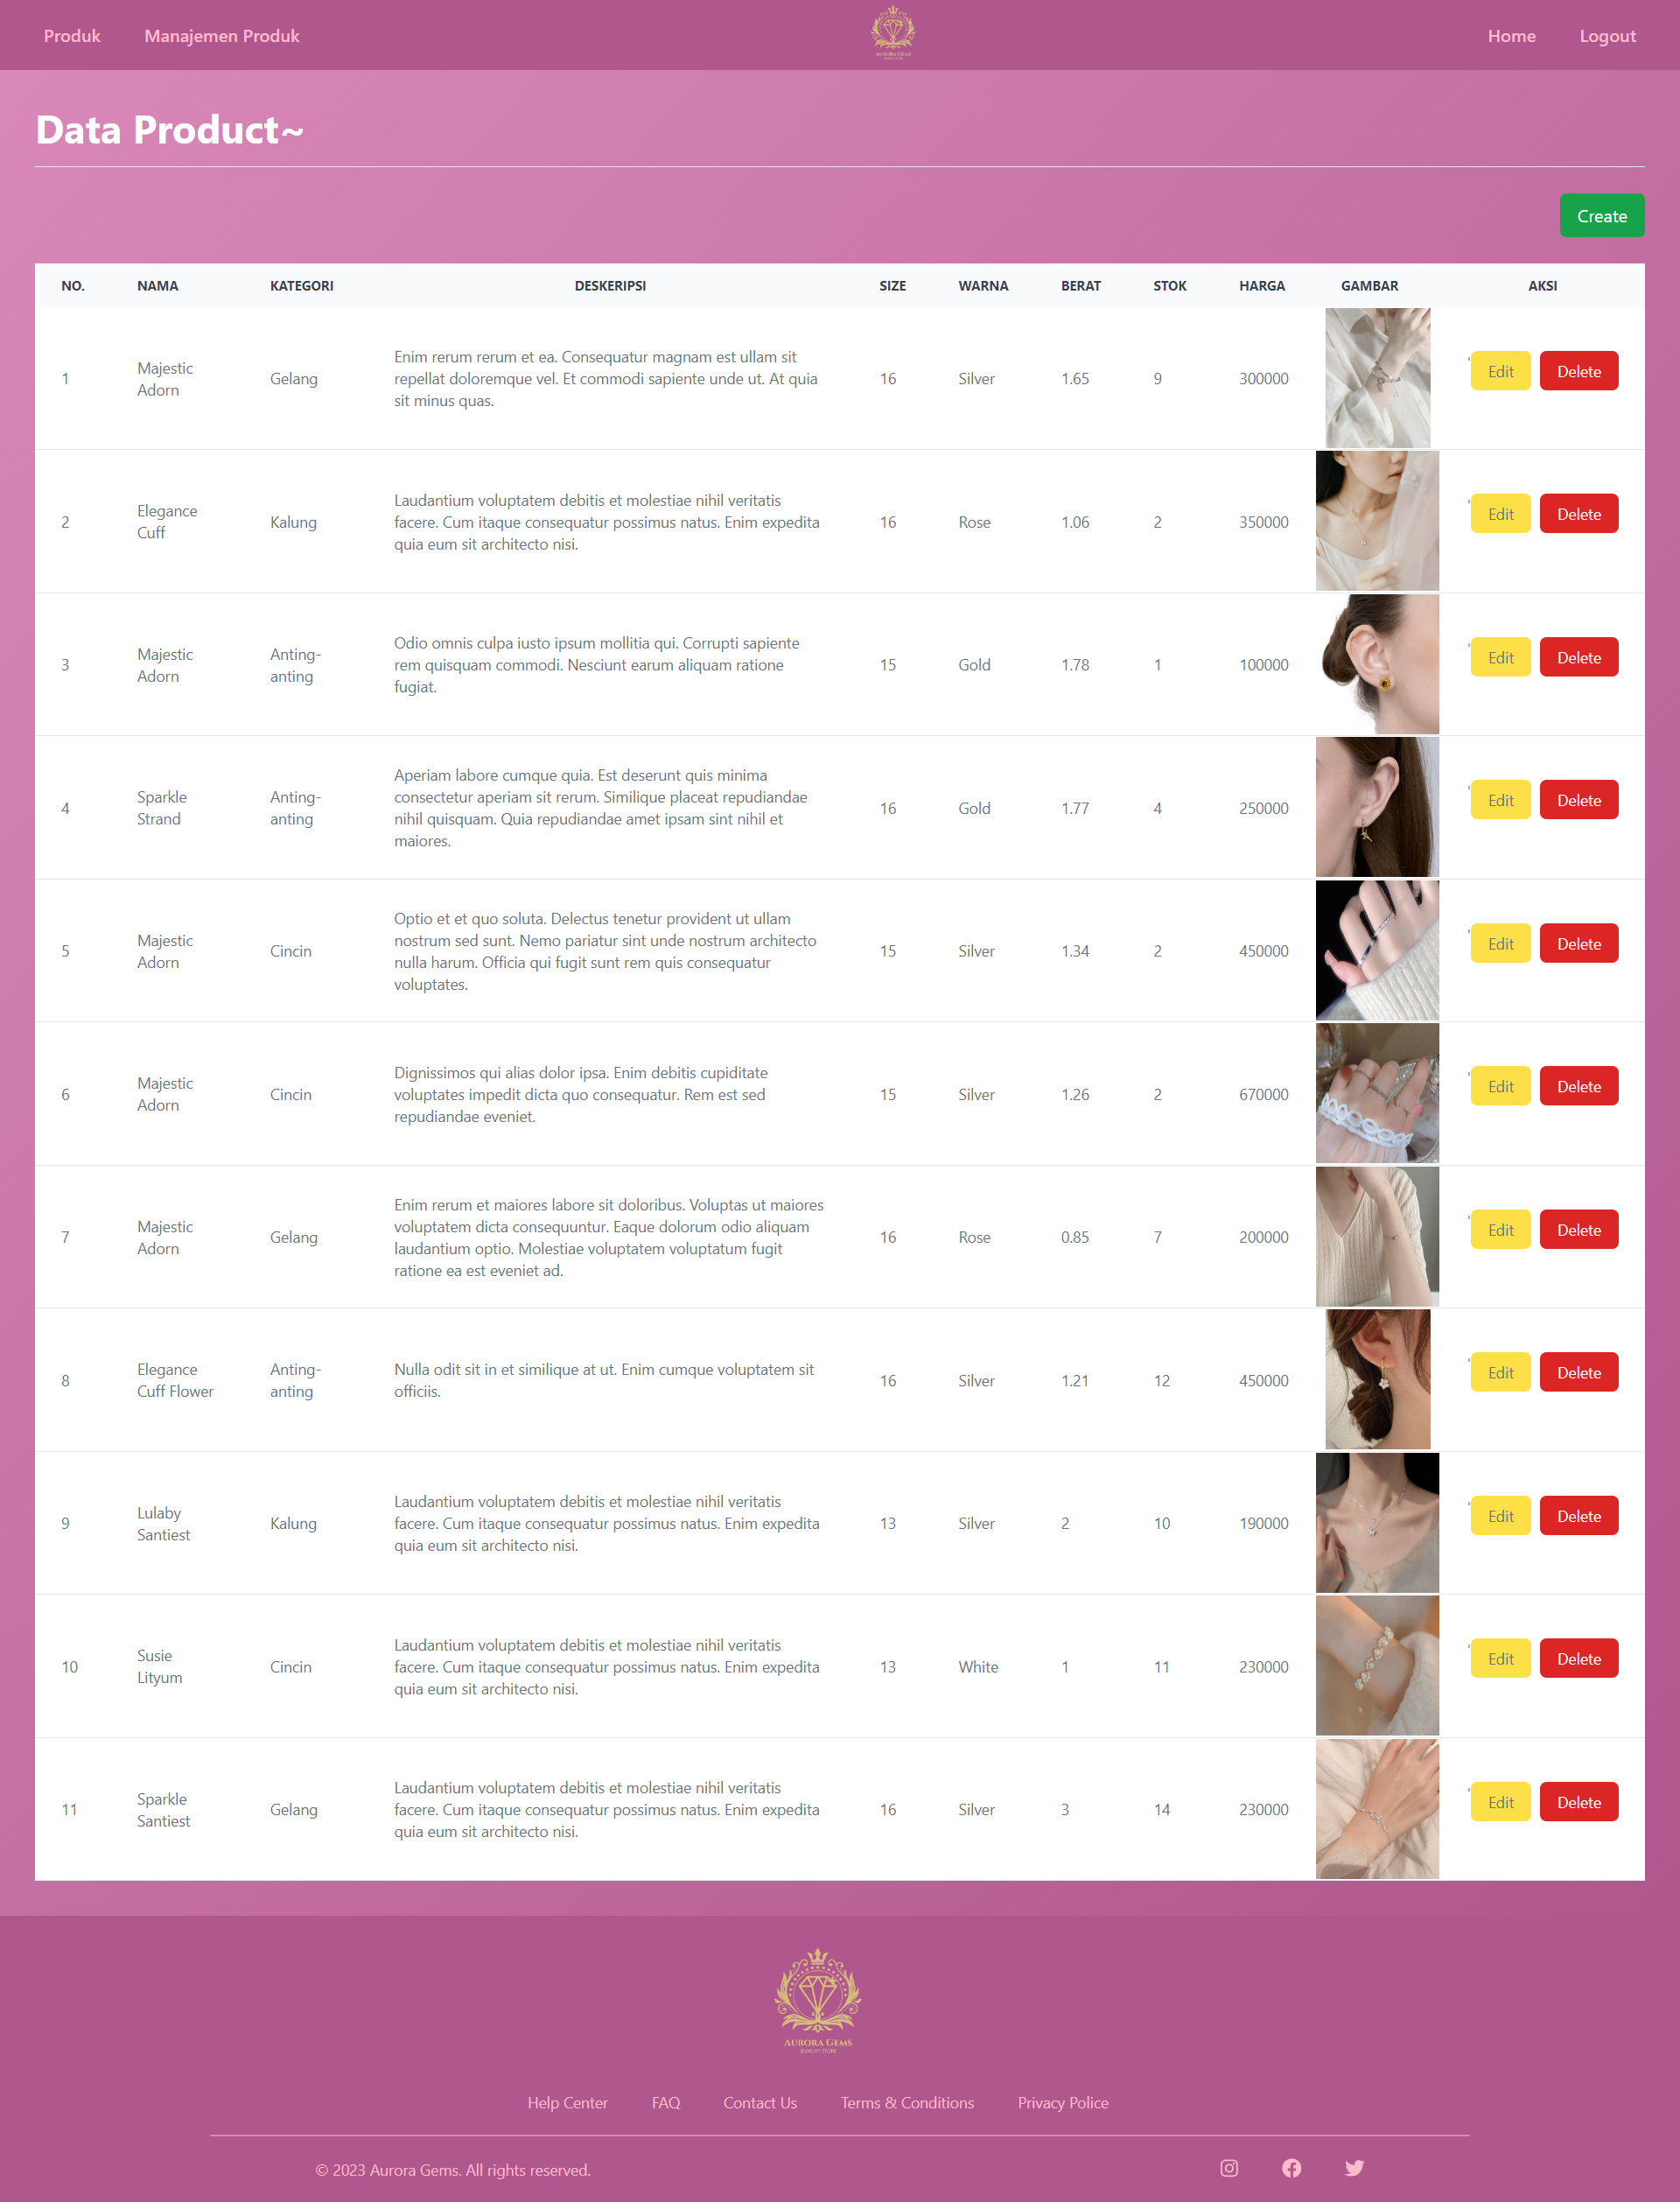 Produk Manajemen Produk AURORA GEMS Home Logout
Data Product~
Create
NO. NAMA KATEGORI DESKERIPSI SIZE WARNA BERAT STOK HARGA GAMBAR AKSI
Enim rerum rerum et ea. Consequatur magnam est ullam sit
1 Majestic Adorn Gelang repellat doloremque vel. Et commodi sapiente unde ut. At quia 16 Silver 1.65 9 300000 ' Edit Delete
sit minus quas.
Laudantium voluptatem debitis et molestiae nihil veritatis
2 Elegance Cuff Kalung facere. Cum itaque consequatur possimus natus. Enim expedita 16 Rose 1.06 2 350000 ' Edit Delete
quia eum sit architecto nisi.
Odio omnis culpa iusto ipsum mollitia qui. Corrupti sapiente
3 Majestic Adorn Anting-anting rem quisquam commodi. Nesciunt earum aliquam ratione 15 Gold 1.78 1 100000 ' Edit Delete
fugiat.
Aperiam labore cumque quia. Est deserunt quis minima
4 Sparkle Strand Anting-anting consectetur aperiam sit rerum. Similique placeat repudiandae 16 Gold 1.77 4 250000 ' Edit Delete
nihil quisquam. Quia repudiandae amet ipsam sint nihil et
maiores.
Optio et et quo soluta. Delectus tenetur provident ut ullam
5 Majestic Adorn Cincin nostrum sed sunt. Nemo pariatur sint unde nostrum architecto 15 Silver 1.34 2 450000 ' Edit Delete
nulla harum. Officia qui fugit sunt rem quis consequatur
voluptates.
Dignissimos qui alias dolor ipsa. Enim debitis cupiditate
6 Majestic Adorn Cincin voluptates impedit dicta quo consequatur. Rem est sed 15 Silver 1.26 2 670000 ' Edit Delete
repudiandae eveniet.
Enim rerum et maiores labore sit doloribus. Voluptas ut maiores
7 Majestic Adorn Gelang voluptatem dicta consequuntur. Eaque dolorum odio aliquam 16 Rose 0.85 7 200000 ' Edit Delete
laudantium optio. Molestiae voluptatem voluptatum fugit
ratione ea est eveniet ad.
8 Elegance Cuff Flower Anting-anting Nulla odit sit in et similique at ut. Enim cumque voluptatem sit 16 Silver 1.21 12 450000 ' Edit Delete
officiis.
Laudantium voluptatem debitis et molestiae nihil veritatis
9 Lulaby Santiest Kalung facere. Cum itaque consequatur possimus natus. Enim expedita 13 Silver 2 10 190000 ' Edit Delete
quia eum sit architecto nisi.
Laudantium voluptatem debitis et molestiae nihil veritatis
10 Susie Lityum Cincin facere. Cum itaque consequatur possimus natus. Enim expedita 13 White 1 11 230000 ' Edit Delete
quia eum sit architecto nisi.
Laudantium voluptatem debitis et molestiae nihil veritatis
11 Sparkle Santiest Gelang facere. Cum itaque consequatur possimus natus. Enim expedita 16 Silver 3 14 230000 ' Edit Delete
quia eum sit architecto nisi.
AURORA GEMS
JEWELRY STORE
Help Center FAQ Contact Us Terms & Conditions Privacy Police
© 2023 Aurora Gems. All rights reserved.